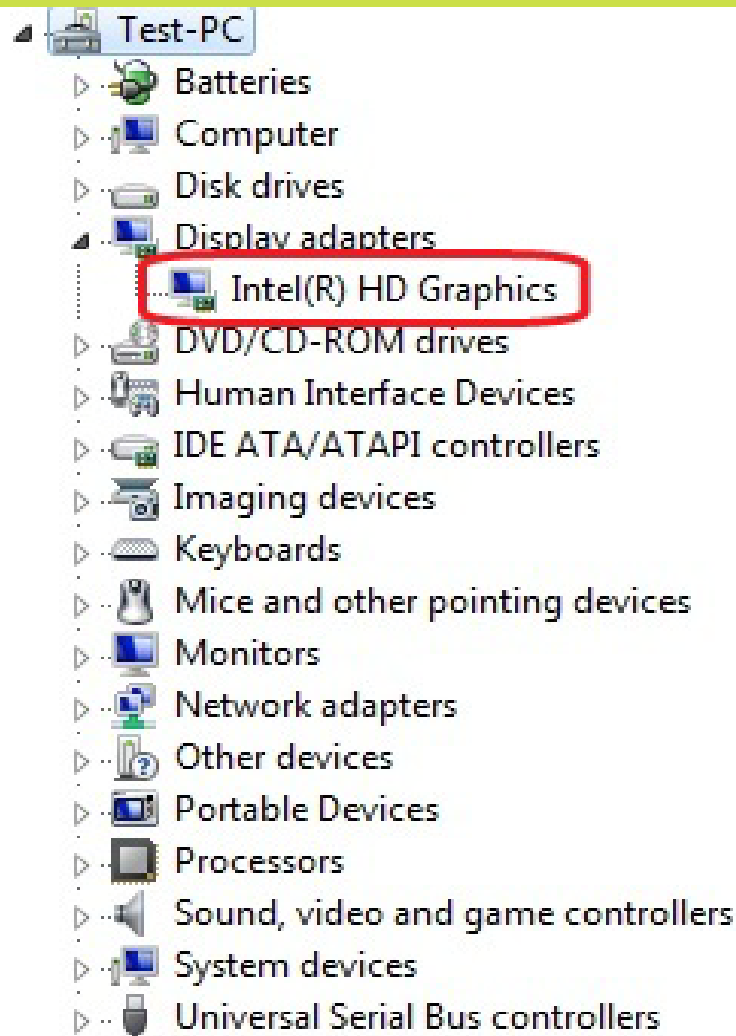 Test-PC
Batteries
Computer
Disk drives
Display adapters
Intel(R) HD Graphics
DVD/CD-ROM drives
Human Interface Devices
IDE ATA/ATAPI controllers
Imaging devices
Keyboards
Mice and other pointing devices
Monitors
Network adapters
Other devices
Portable Devices
Processors
Sound, video and game controllers
System devices
Universal Serial Bus controllers